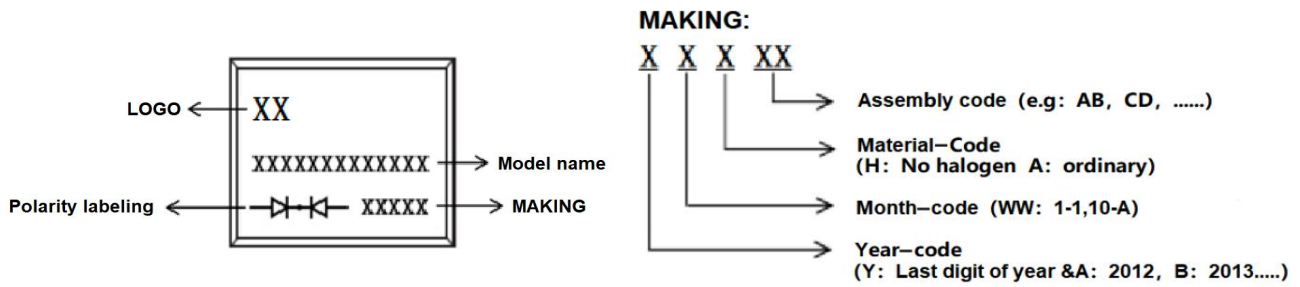 LOGO
XX
XXXXXXXXXXXXX
Model name
Polarity labeling
XXXXX
MAKING
MAKING:
X X X XX
Assembly code (e.g: AB, CD, ......)
Material-Code
(H: No halogen A: ordinary)
Month-code (WW: 1-1,10-A)
Year-code
(Y: Last digit of year &A: 2012, B: 2013.....)